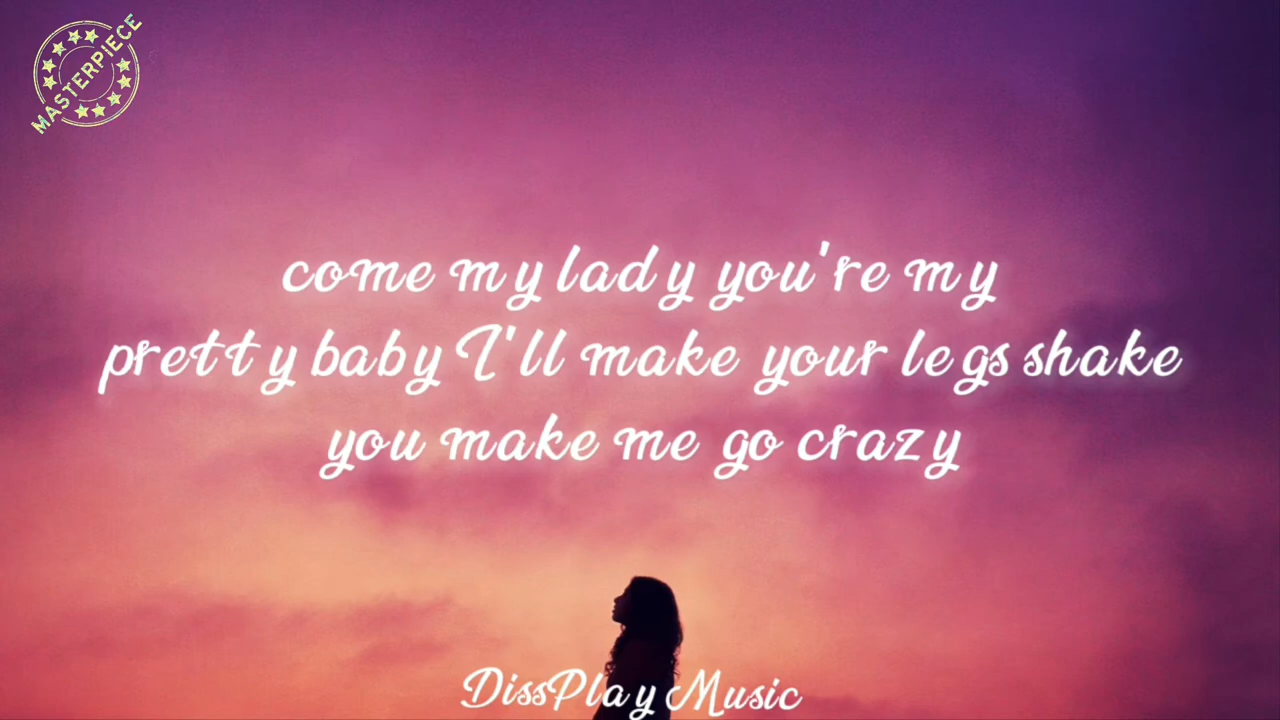 MASTERPIECE
come my lady you're my
pretty baby I'll make your legs shake
you make me go crazy
DissPlay Music